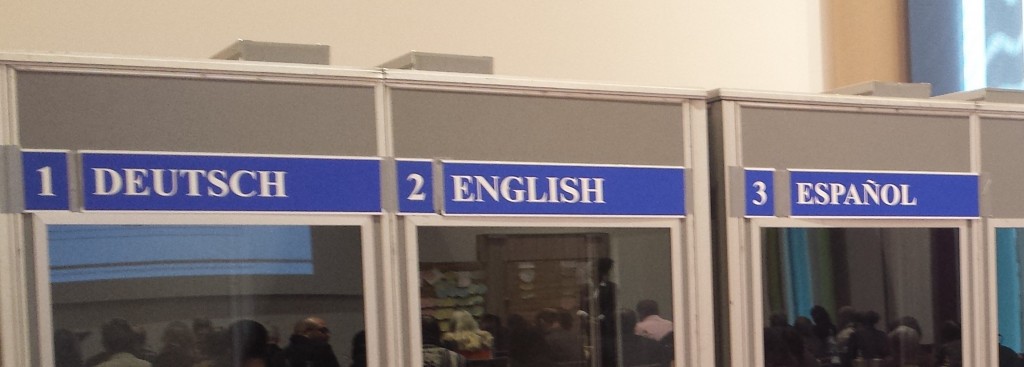 1 DEUTSCH
2 ENGLISH
3 ESPAÑOL